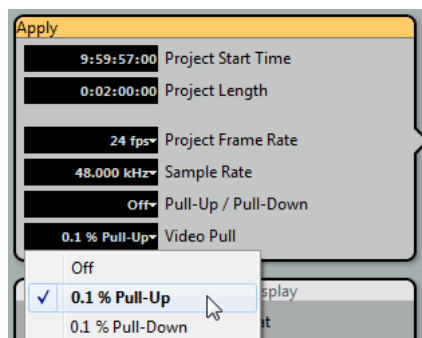 Apply
9:59:57:00 Project Start Time
0:02:00:00 Project Length
24 fps Project Frame Rate
48.000 kHz Sample Rate
Off Pull-Up / Pull-Down
0.1 % Pull-Up Video Pull
Off
splay
✓ 0.1 % Pull-Up
0.1 % Pull-Down